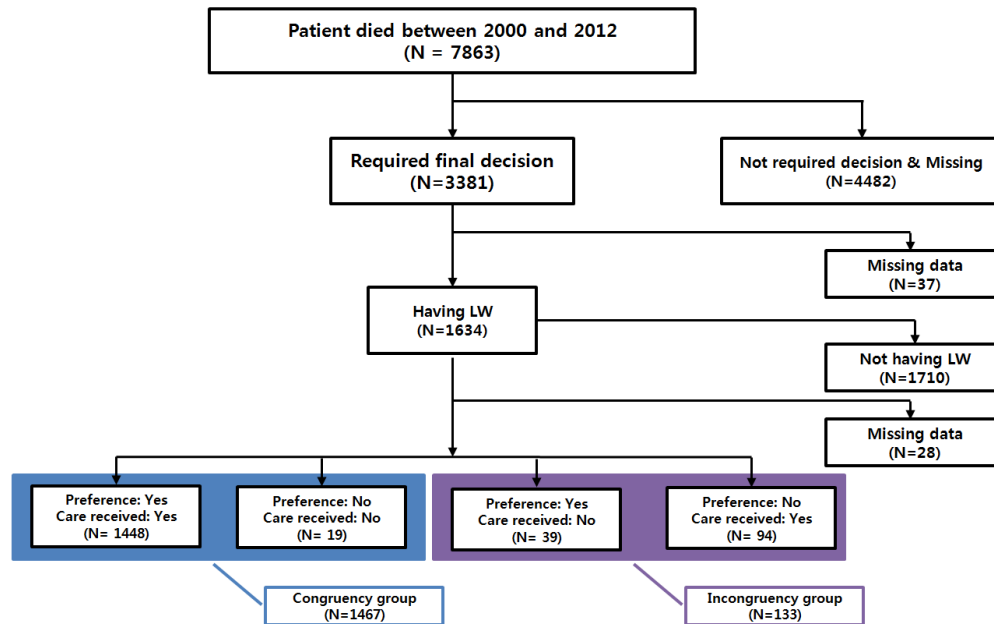 Patient died between 2000 and 2012
(N = 7863)
Required final decision
(N=3381)
Not required decision & Missing
(N=4482)
Missing data
(N=37)
Having LW
(N=1634)
Not having LW
(N=1710)
Missing data
(N=28)
Preference: Yes
Care received: Yes
(N= 1448)
Preference: No
Care received: No
(N= 19)
Preference: Yes
Care received: No
(N= 39)
Preference: No
Care received: Yes
(N= 94)
Congruency group
(N=1467)
Incongruency group
(N=133)